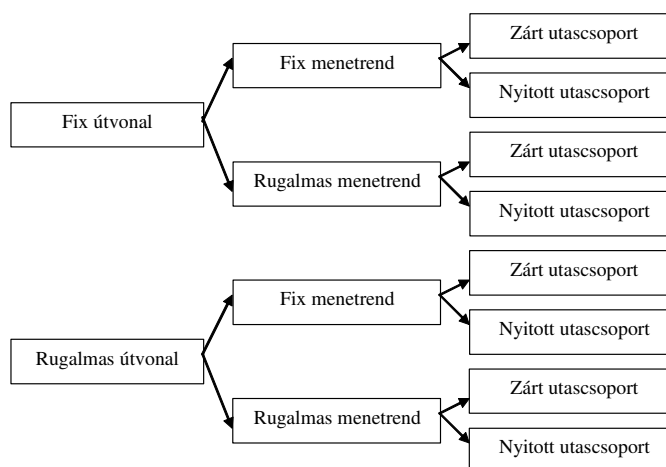 Zárt utascsoport
Fix menetrend
Nyitott utascsoport
Fix útvonal
Zárt utascsoport
Rugalmas menetrend
Nyitott utascsoport
Zárt utascsoport
Fix menetrend
Nyitott utascsoport
Rugalmas útvonal
Zárt utascsoport
Rugalmas menetrend
Nyitott utascsoport